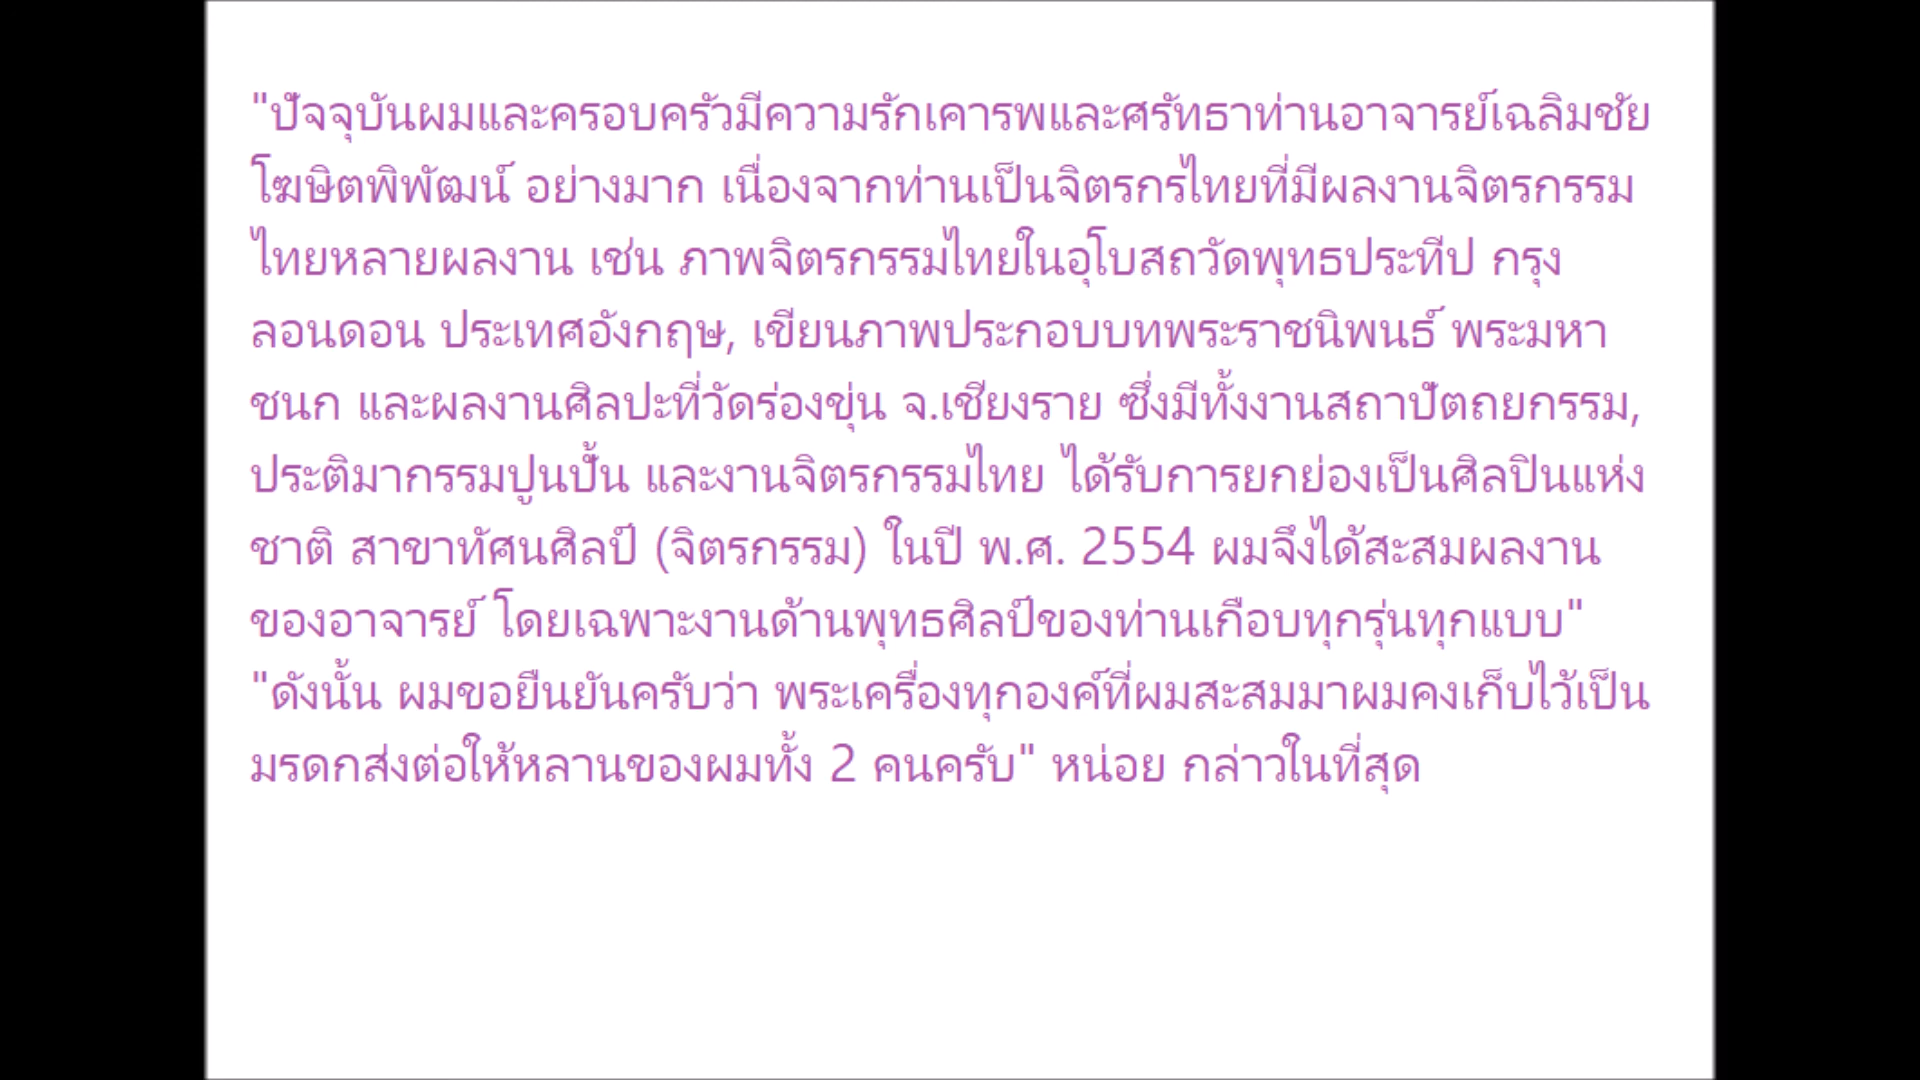 "ปัจจุบันผมและครอบครัวมีความรักเคารพและศรัทธาท่านอาจารย์เฉลิมชัย
โฆษิตพิพัฒน์ อย่างมาก เนื่องจากท่านเป็นจิตรกรไทยที่มีผลงานจิตรกรรม
ไทยหลายผลงาน เช่น ภาพจิตรกรรมไทยในอุโบสถวัดพุทธประทีป กรุง
ลอนดอน ประเทศอังกฤษ, เขียนภาพประกอบบทพระราชนิพนธ์ พระมหา
ชนก และผลงานศิลปะที่วัดร่องขุ่น จ.เชียงราย ซึ่งมีทั้งงานสถาปัตถยกรรม,
ประติมากรรมปูนปั้น และงานจิตรกรรมไทย ได้รับการยกย่องเป็นศิลปินแห่ง
ชาติ สาขาทัศนศิลป์ (จิตรกรรม) ในปี พ.ศ. 2554 ผมจึงได้สะสมผลงาน
ของอาจารย์ โดยเฉพาะงานด้านพุทธศิลป์ของท่านเกือบทุกรุ่นทุกแบบ"
"ดังนั้น ผมขอยืนยันครับว่า พระเครื่องทุกองค์ที่ผมสะสมมาผมคงเก็บไว้เป็น
มรดกส่งต่อให้หลานของผมทั้ง 2 คนครับ" หน่อย กล่าวในที่สุด